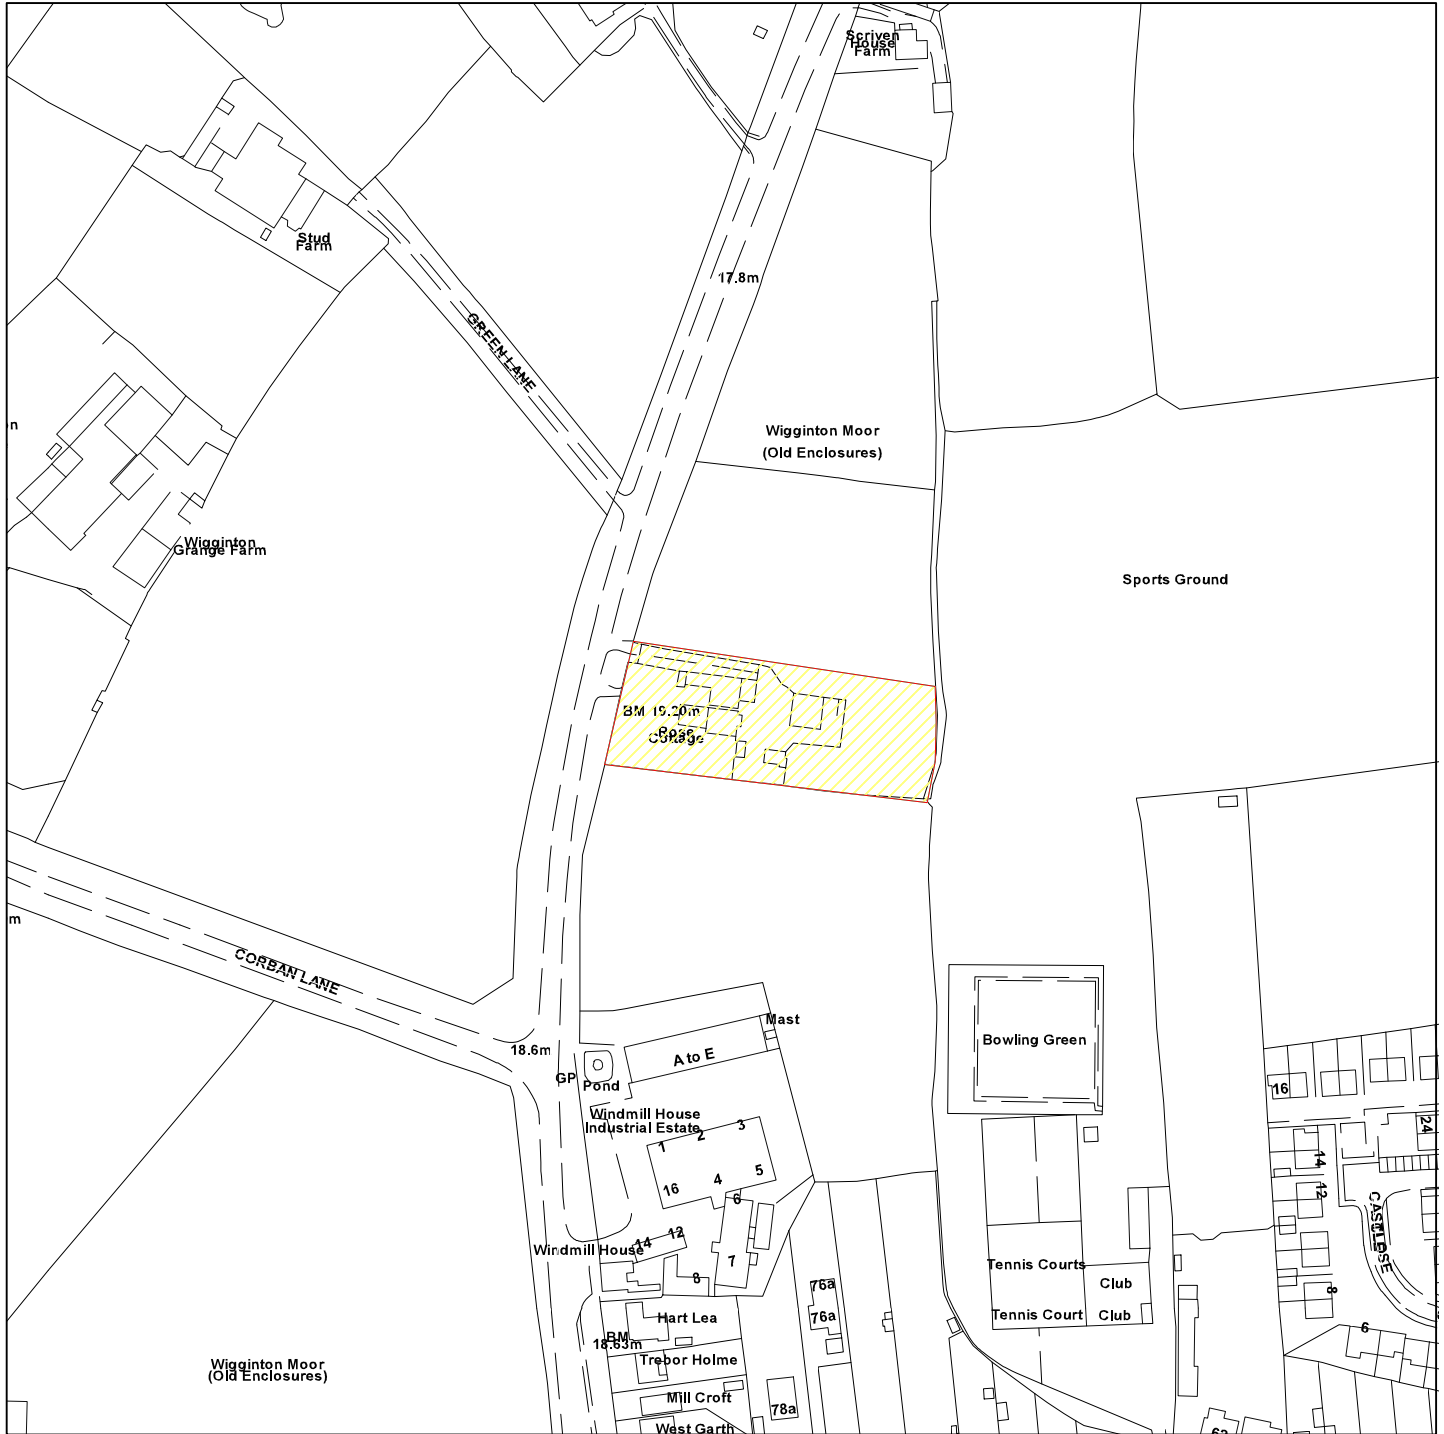 Scriven
House
Farm
Stud
Farm
17.8m
GREEN LANE
n
Wigginton Moor
(Old Enclosures)
Wigginton
Grange Farm
Sports Ground
BM 19.20m
Rose
Cottage
m
CORBAN LANE
18.6m
Mast
A to E
GP
Pond
Bowling Green
Windmill House
Industrial Estate
1
2
3
4
5
16
6
7
8
12
14
Windmill House
16
24
14
12
8
6
CASTLE
CLOSE
Tennis Courts
Club
Tennis Court
Club
76a
76a
Hart Lea
BM
18.63m
Trebor Holme
Mill Croft
78a
West Garth
Wigginton Moor
(Old Enclosures)